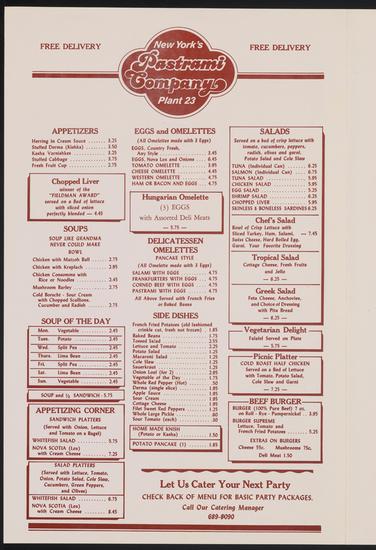 FREE DELIVERY
New York's
Pastrami
Company
Plant 23
FREE DELIVERY
APPETIZERS
Herring in Cream Sauce 3.25
Stuffed Derma (Kishka) 3.50
Kasha Varnishkes 3.25
Stuffed Cabbage 3.75
Fresh Fruit Cup 2.75
Chopped Liver
winner of the
"FELDMAN AWARD"
served on a bed of lettuce
with sliced onion
perfectly blended — 4.45
SOUPS
SOUP LIKE GRANDMA
NEVER COULD MAKE
BOWL
Chicken with Matzoh Ball 2.75
Chicken with Kreplach 2.85
Chicken Consomme with
Rice or Noodles 2.45
Mushroom Barley 2.75
Cold Borscht - Sour Cream
with Chopped Scallions,
Cucumber and Radish 2.75
SOUP OF THE DAY
Mon. Vegetable 2.45
Tues. Potato 2.45
Wed. Split Pea 2.45
Thurs. Lima Bean 2.45
Fri. Split Pea 2.45
Sat. Lima Bean 2.45
Sun. Vegetable 2.45
SOUP and ½ SANDWICH - 5.75
APPETIZING CORNER
SANDWICH PLATTERS
(Served with Onion, Lettuce
and Tomato on a Bagel)
WHITEFISH SALAD 5.75
NOVA SCOTIA (Lox)
with Cream Cheese 7.25
SALAD PLATTERS
(Served with Lettuce, Tomato,
Onion, Potato Salad, Cole Slaw,
Cucumbers, Green Peppers,
and Olives)
WHITEFISH SALAD 6.75
NOVA SCOTIA (Lox)
with Cream Cheese 8.45
EGGS and OMELETTES
(All Omelettes made with 3 Eggs)
EGGS, Country Fresh,
Any Style 3.45
EGGS, Nova Lox and Onions 6.45
TOMATO OMELETTE 3.95
CHEESE OMELETTE 4.45
WESTERN OMELETTE 4.75
HAM OR BACON AND EGGS 4.75
Hungarian Omelette
(3) EGGS
with Assorted Deli Meats
— 5.75 —
DELICATESSEN
OMELETTES
PANCAKE STYLE
(All Omelettes made with 3 Eggs)
SALAMI WITH EGGS 4.75
FRANKFURTERS WITH EGGS 4.75
CORNED BEEF WITH EGGS 4.75
PASTRAMI WITH EGGS 4.75
All Above Served with French Fries
or Baked Beans
SIDE DISHES
French Fried Potatoes (old fashioned
crinkle cut, trash not frozen) 1.85
Baked Beans 1.75
Tossed Salad
Lettuce and Tomato 2.25
Potato Salad 1.25
Macaroni Salad 1.25
Cole Slaw 1.25
Sauerkraut 1.25
Onion Loaf (for 2) 2.85
Vegetable of the Day 1.75
Whole Red Pepper (Hot) .50
Derma (single slice) 1.85
Apple Sauce 1.85
Sour Cream 1.85
Cottage Cheese 1.85
Filet Sweet Red Peppers 1.25
Whole Large Pickle .60
Sour Tomato (each) .50
HOME MADE KNISH
(Potato or Kasha) 1.50
POTATO PANCAKE (1) 1.85
SALADS
Served on a bed of crisp lettuce with
tomato, cucumbers, peppers,
radish, olives and garni.
Potato Salad and Cole Slaw
TUNA (Individual Can) 6.25
SALMON (Individual Can) 6.75
TUNA SALAD 5.95
CHICKEN SALAD 5.95
EGG SALAD 5.25
SHRIMP SALAD 6.25
CHOPPED LIVER 5.95
SKINLESS & BONELESS SARDINES 6.25
Chef's Salad
Bowl of Crisp Lettuce with
Sliced Turkey, Ham, Salami, — 7.45
Swiss Cheese, Hard Boiled Egg.
Garni. Your Favorite Dressing
Tropical Salad
Cottage Cheese, Fresh Fruits
and Jello
— 6.25 —
Greek Salad
Feta Cheese, Anchovies,
and Choice of Dressing
with Pita Bread
— 6.25 —
Vegetarian Delight
Falafel Served on Plate
— 5.75 —
Picnic Platter
COLD ROAST HALF CHICKEN
Served on a Bed of Lettuce
with Tomato, Potato Salad,
Cole Slaw and Garni
— 7.25 —
BEEF BURGER
BURGER (100% Pure Beef) 7 oz.
on Roll - Rye - Pumpernickel 3.95
BURGER SUPREME
Lettuce, Tomato and
French Fried Potatoes 5.25
EXTRAS ON BURGERS
Cheese 55c. Mushrooms 75c.
Deli Meat 1.50
Let Us Cater Your Next Party
CHECK BACK OF MENU FOR BASIC PARTY PACKAGES.
Call Our Catering Manager
689-8090